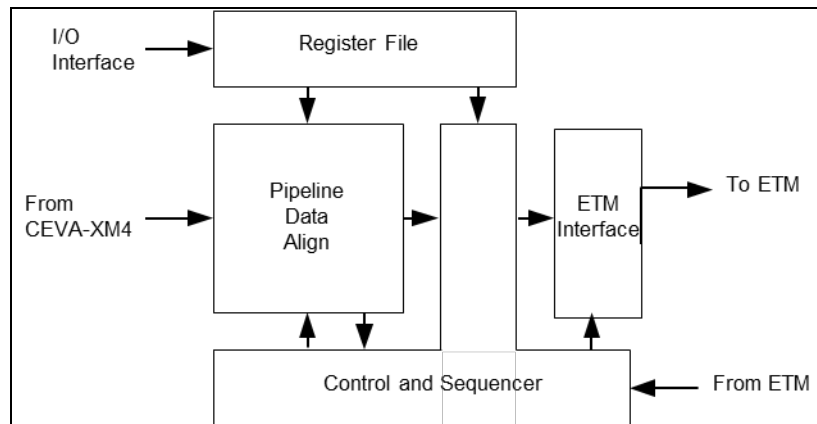 I/O
Interface
Register File
From
CEVA-XM4
Pipeline
Data
Align
ETM
Interface
To ETM
Control and Sequencer
From ETM